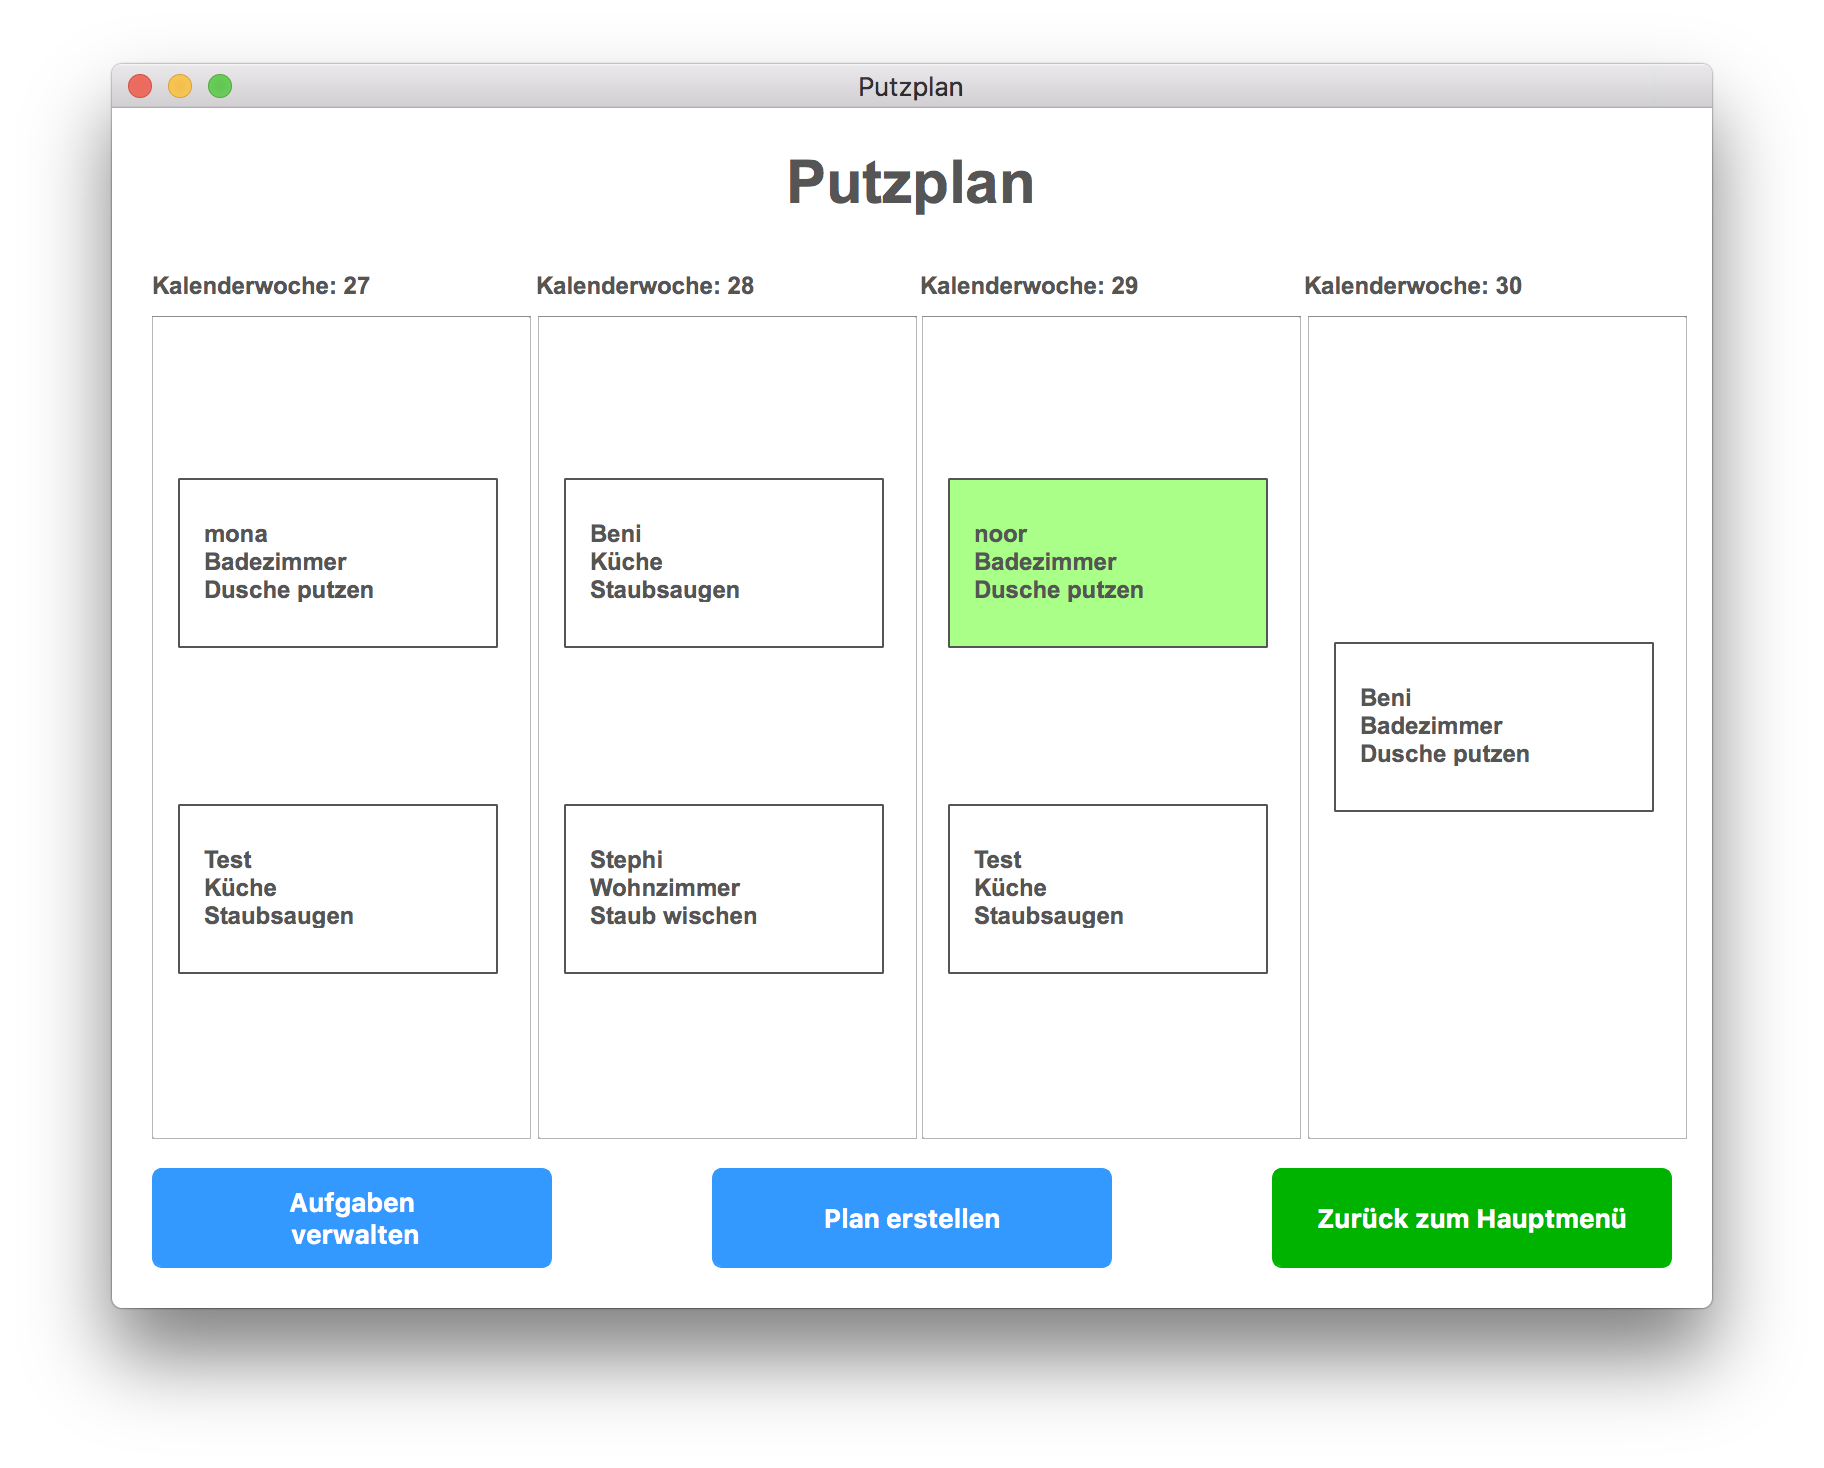 Putzplan
Putzplan
Kalenderwoche: 27
mona
Badezimmer
Dusche putzen
Test
Küche
Staubsaugen
Kalenderwoche: 28
Beni
Küche
Staubsaugen
Stephi
Wohnzimmer
Staub wischen
Kalenderwoche: 29
noor
Badezimmer
Dusche putzen
Test
Küche
Staubsaugen
Kalenderwoche: 30
Beni
Badezimmer
Dusche putzen
Aufgaben
verwalten
Plan erstellen
Zurück zum Hauptmenü